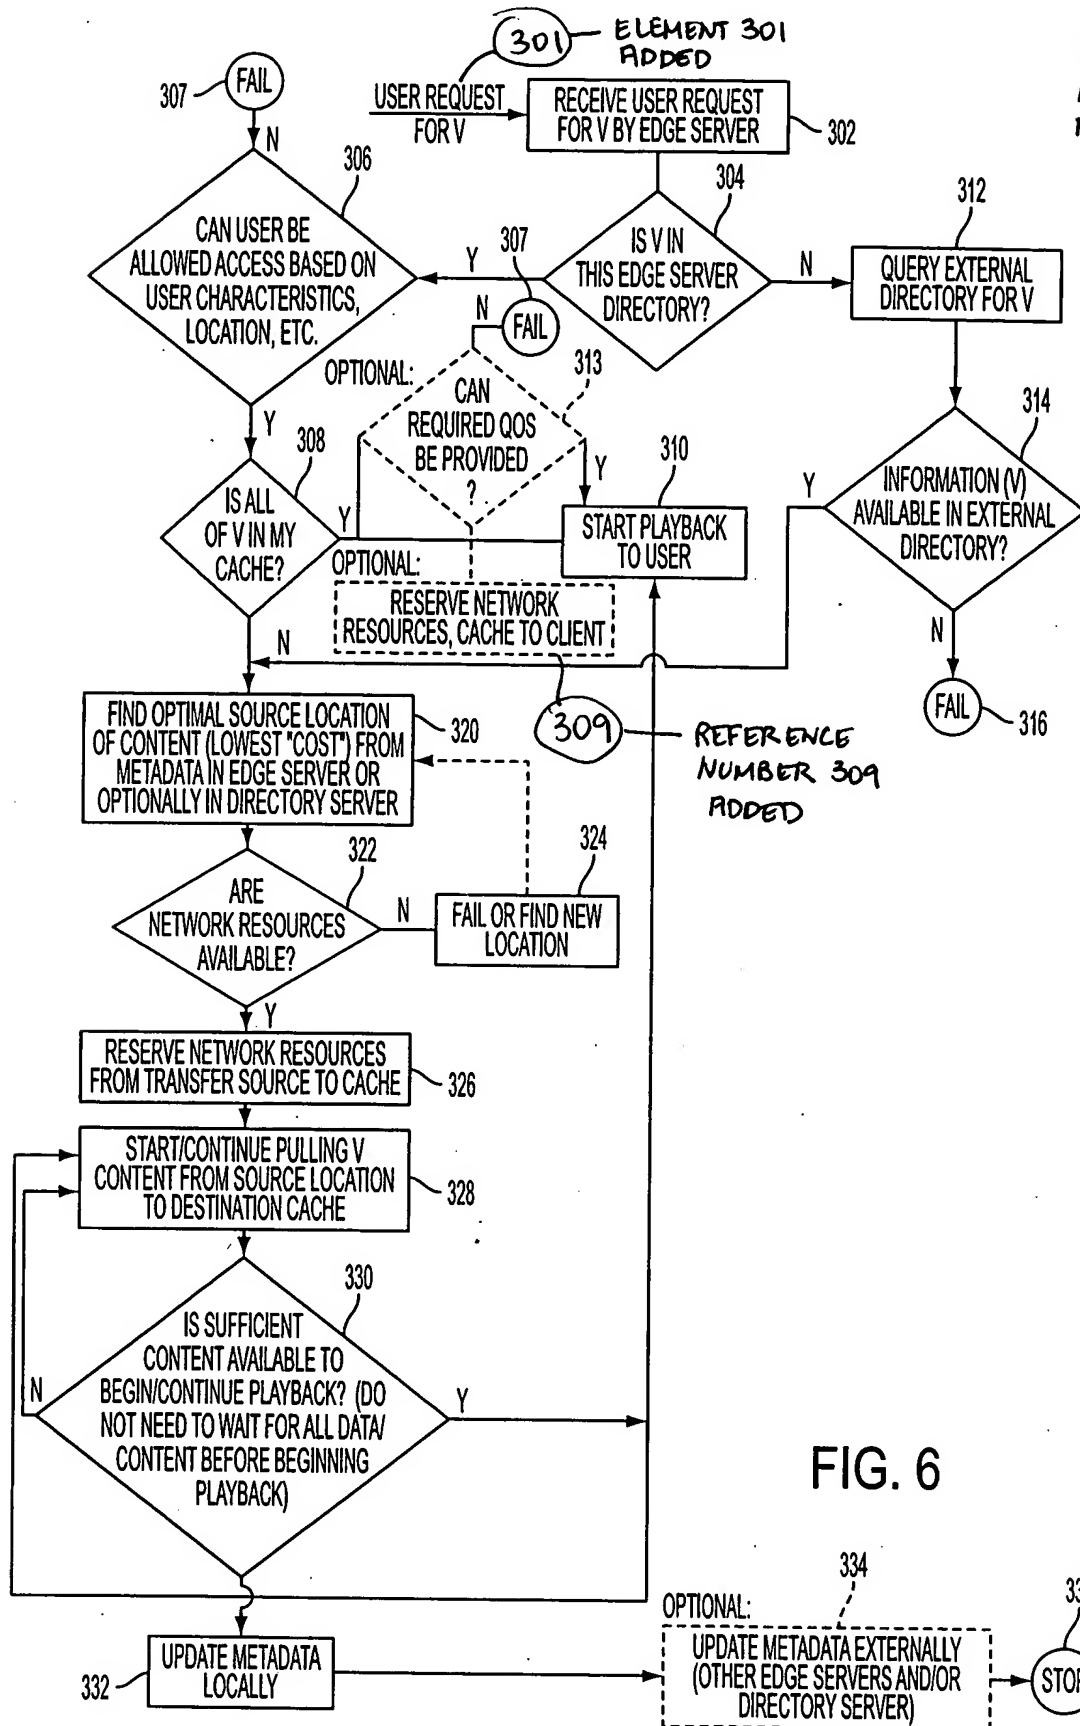 301
ELEMENT 301
ADDED
FAIL
307
USER REQUEST
FOR V
RECEIVE USER REQUEST
FOR V BY EDGE SERVER
302
N
306
CAN USER BE
ALLOWED ACCESS BASED ON
USER CHARACTERISTICS,
LOCATION, ETC.
Y
304
IS V IN
THIS EDGE SERVER
DIRECTORY?
N
312
QUERY EXTERNAL
DIRECTORY FOR V
307
FAIL
N
OPTIONAL:
313
CAN
REQUIRED QOS
BE PROVIDED
?
Y
Y
308
IS ALL
OF V IN MY
CACHE?
Y
310
START PLAYBACK
TO USER
314
INFORMATION (V)
AVAILABLE IN EXTERNAL
DIRECTORY?
Y
N
FAIL
316
OPTIONAL:
RESERVE NETWORK
RESOURCES, CACHE TO CLIENT
N
309
REFERENCE
NUMBER 309
ADDED
FIND OPTIMAL SOURCE LOCATION
OF CONTENT (LOWEST "COST") FROM
METADATA IN EDGE SERVER OR
OPTIONALLY IN DIRECTORY SERVER
320
322
ARE
NETWORK RESOURCES
AVAILABLE?
N
324
FAIL OR FIND NEW
LOCATION
Y
RESERVE NETWORK RESOURCES
FROM TRANSFER SOURCE TO CACHE
326
START/CONTINUE PULLING V
CONTENT FROM SOURCE LOCATION
TO DESTINATION CACHE
328
330
IS SUFFICIENT
CONTENT AVAILABLE TO
BEGIN/CONTINUE PLAYBACK? (DO
NOT NEED TO WAIT FOR ALL DATA/
CONTENT BEFORE BEGINNING
PLAYBACK)
N
Y
FIG. 6
332
UPDATE METADATA
LOCALLY
OPTIONAL:
334
UPDATE METADATA EXTERNALLY
(OTHER EDGE SERVERS AND/OR
DIRECTORY SERVER)
STOP